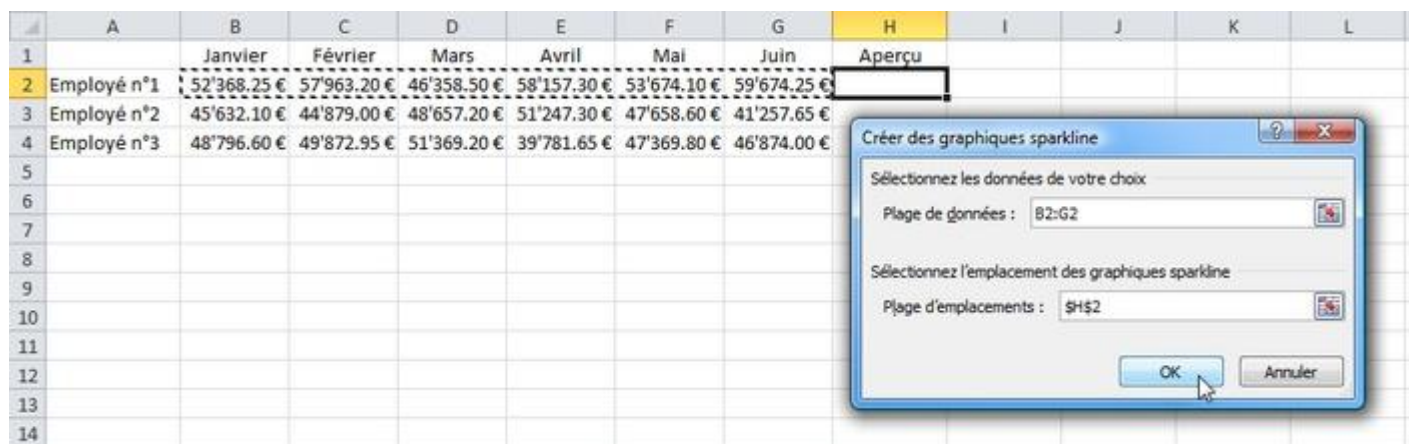 A B C D E F G H I J K L
1 Janvier Février Mars Avril Mai Juin Aperçu
2 Employé n°1 52'368.25 € 57'963.20 € 46'358.50 € 58'157.30 € 53'674.10 € 59'674.25 €
3 Employé n°2 45'632.10 € 44'879.00 € 48'657.20 € 51'247.30 € 47'658.60 € 41'257.65 €
4 Employé n°3 48'796.60 € 49'872.95 € 51'369.20 € 39'781.65 € 47'369.80 € 46'874.00 €
5
6
7
8
9
10
11
12
13
14
Créer des graphiques sparkline
Sélectionnez les données de votre choix
Plage de données : B2:G2
Sélectionnez l'emplacement des graphiques sparkline
Plage d'emplacements : $H$2
OK Annuler